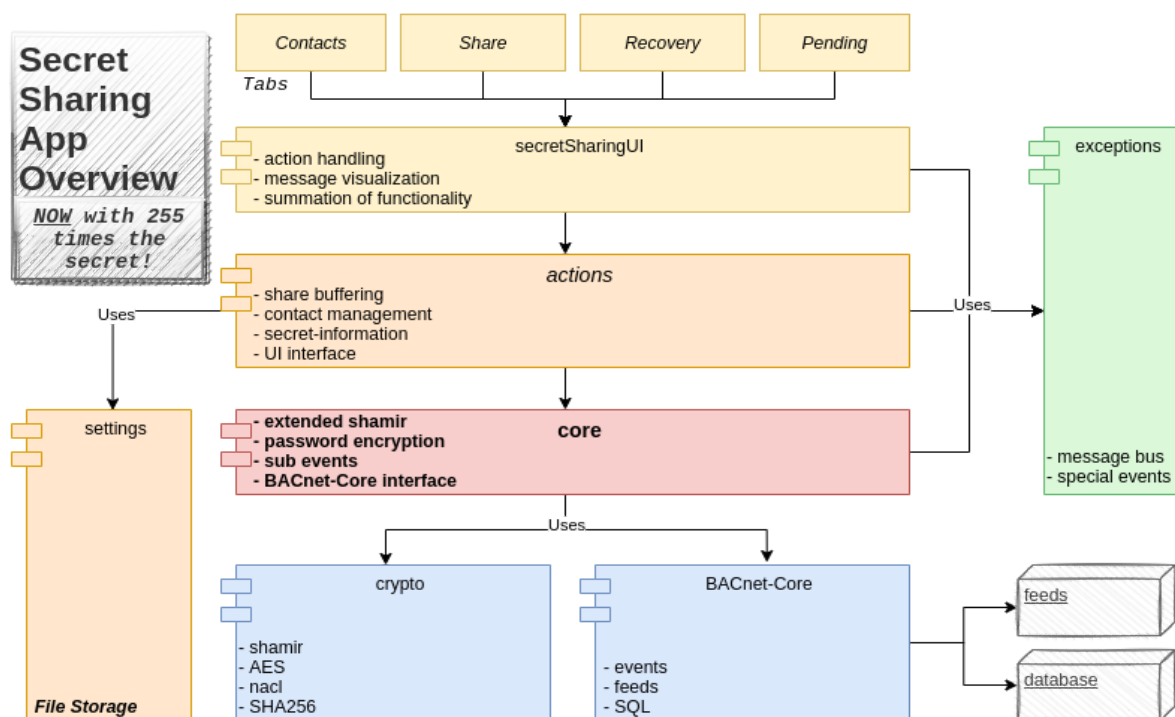 Secret
Sharing
App
Overview
NOW with 255
times the
secret!
Contacts
Share
Recovery
Pending
Tabs
secretSharingUI
- action handling
- message visualization
- summation of functionality
exceptions
- message bus
- special events
actions
- share buffering
- contact management
- secret-information
- UI interface
Uses
Uses
settings
File Storage
core
- extended shamir
- password encryption
- sub events
- BACnet-Core interface
Uses
crypto
- shamir
- AES
- nacl
- SHA256
BACnet-Core
- events
- feeds
- SQL
feeds
database